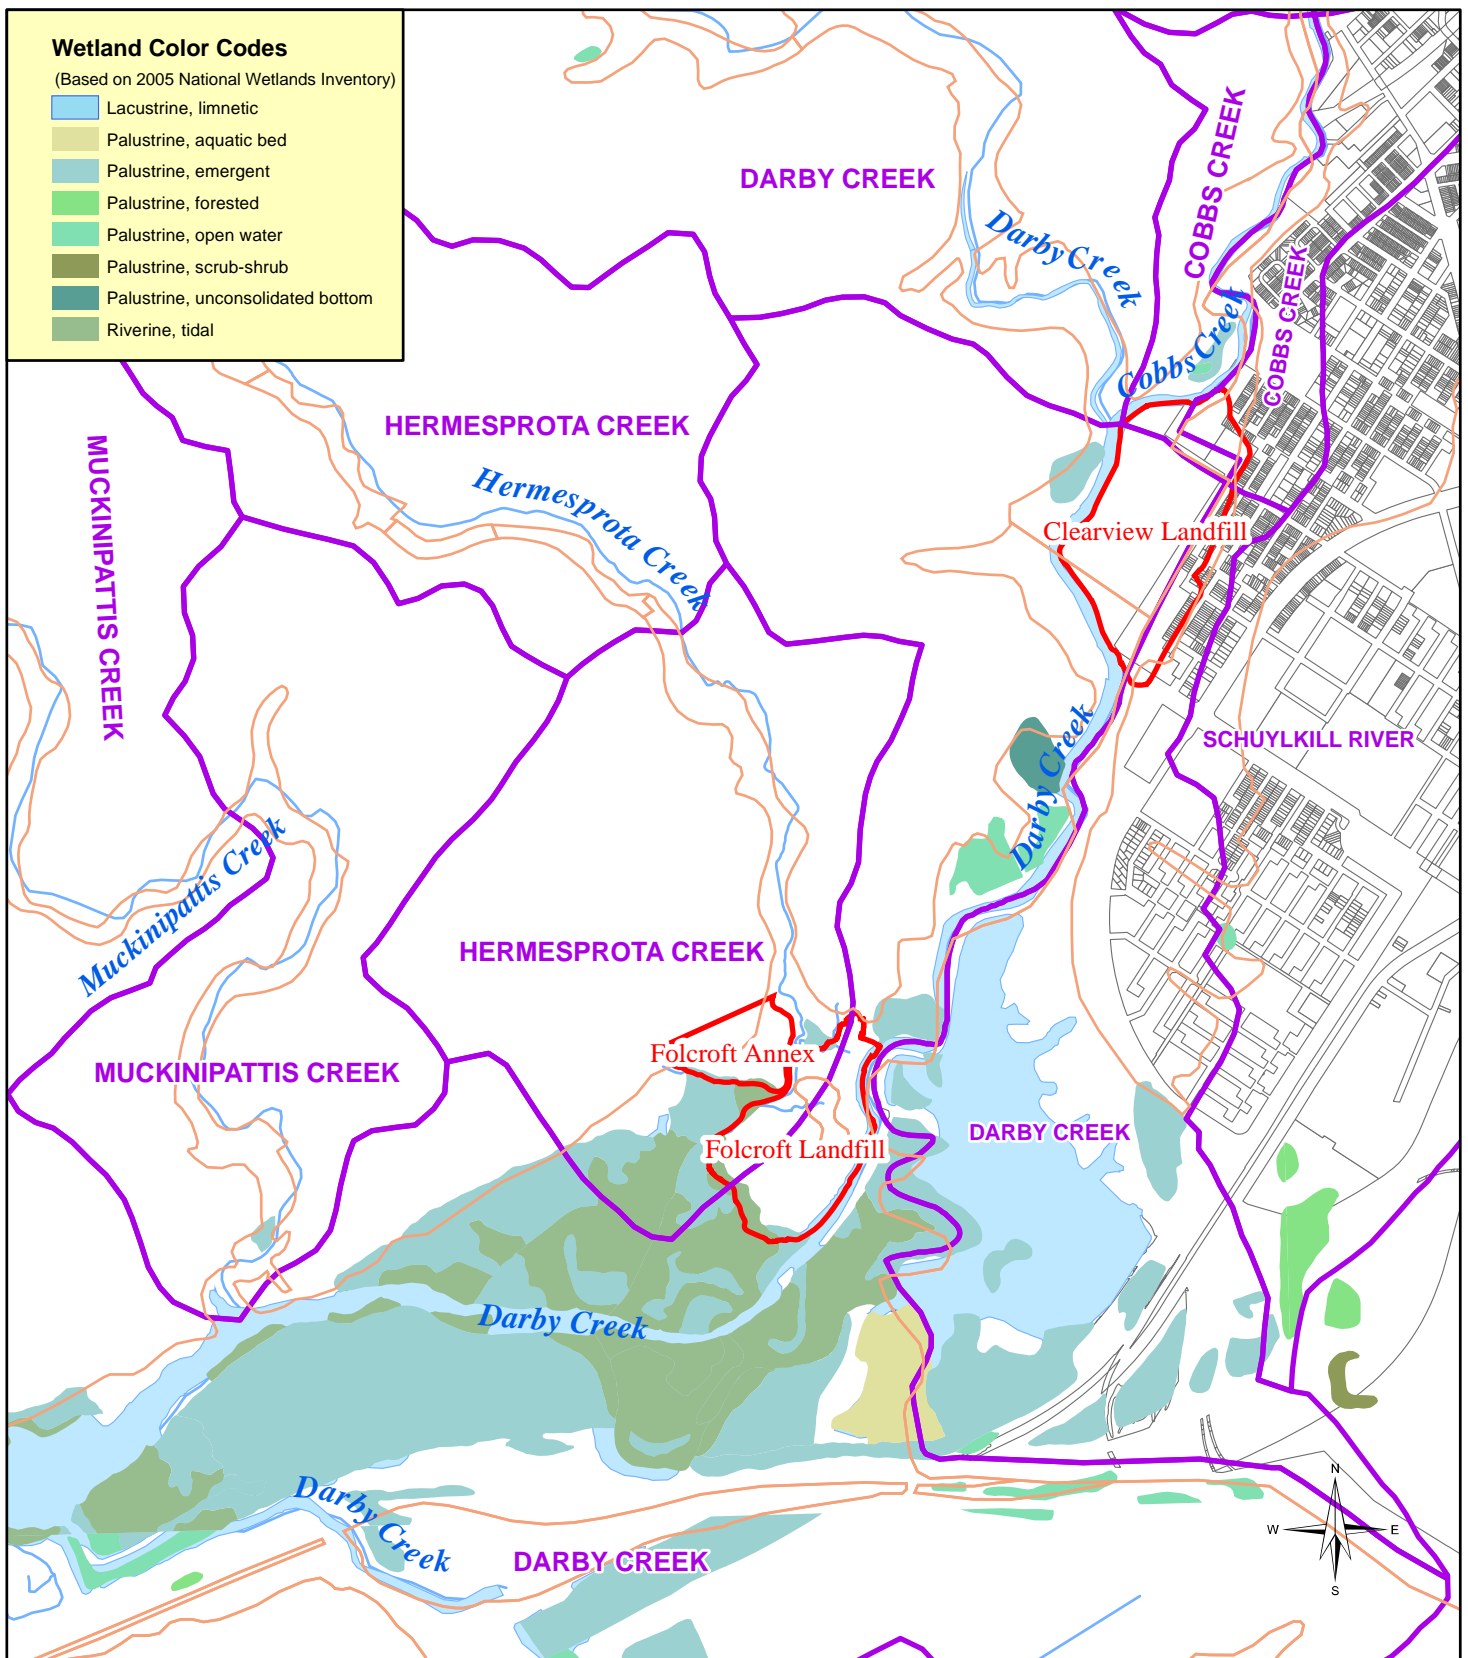 Wetland Color Codes
(Based on 2005 National Wetlands Inventory)
Lacustrine, limnetic
Palustrine, aquatic bed
Palustrine, emergent
Palustrine, forested
Palustrine, open water
Palustrine, scrub-shrub
Palustrine, unconsolidated bottom
Riverine, tidal
DARBY CREEK
COBBS CREEK
Darby Creek
COBBS CREEK
Cobbs Creek
HERMESPROTA CREEK
MUCKINIPATTIS CREEK
Hermesprota Creek
Clearview Landfill
SCHUYLKILL RIVER
Darby Creek
Muckinipattis Creek
HERMESPROTA CREEK
Folcroft Annex
MUCKINIPATTIS CREEK
DARBY CREEK
Folcroft Landfill
Darby Creek
Darby Creek
DARBY CREEK
N
W
E
S